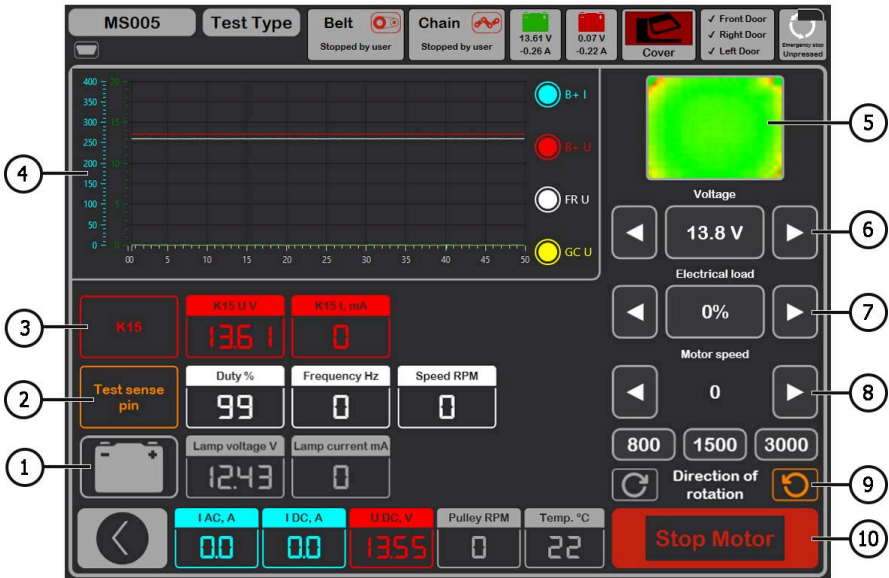 MS005
Test Type
Belt
Stopped by user
Chain
Stopped by user
13.61 V
-0.26 A
0.07 V
-0.22 A
Cover
✓ Front Door
✓ Right Door
✓ Left Door
Emergency stop
Unpressed
400
350
300
250
200
150
100
50
0
20
15
10
5
0
00
5
10
15
20
25
30
35
40
45
50
B+ I
B+ U
FR U
GC U
Voltage
13.8 V
Electrical load
0%
Motor speed
0
800
1500
3000
Direction of
rotation
Stop Motor
K15
K15 U V
13.61
K15 I, mA
0
Test sense
pin
Duty %
99
Frequency Hz
0
Speed RPM
0
Lamp voltage V
12.43
Lamp current mA
0
I AC, A
0.0
I DC, A
0.0
U DC, V
13.55
Pulley RPM
0
Temp. °C
22
1
2
3
4
5
6
7
8
9
10